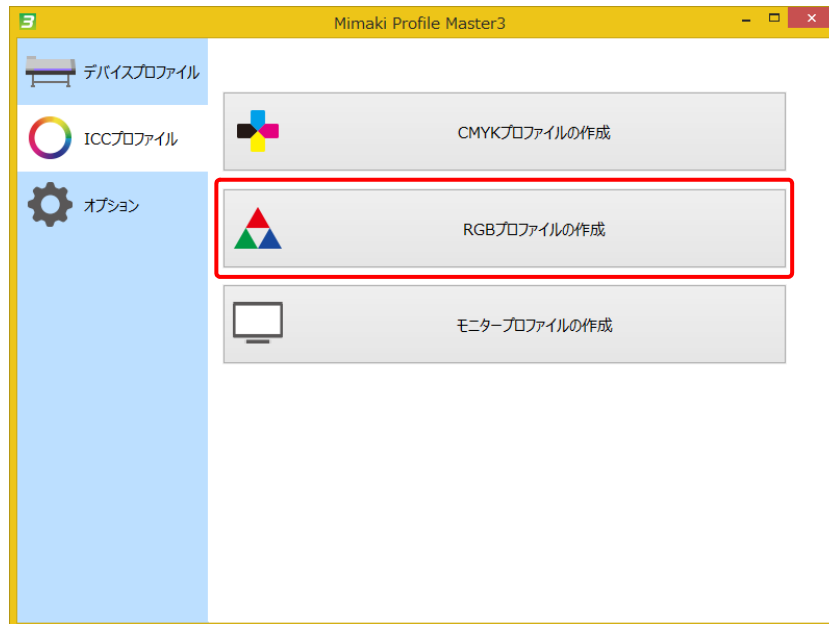 Mimaki Profile Master3
デバイスプロファイル
ICCプロファイル
オプション
CMYKプロファイルの作成
RGBプロファイルの作成
モニタープロファイルの作成